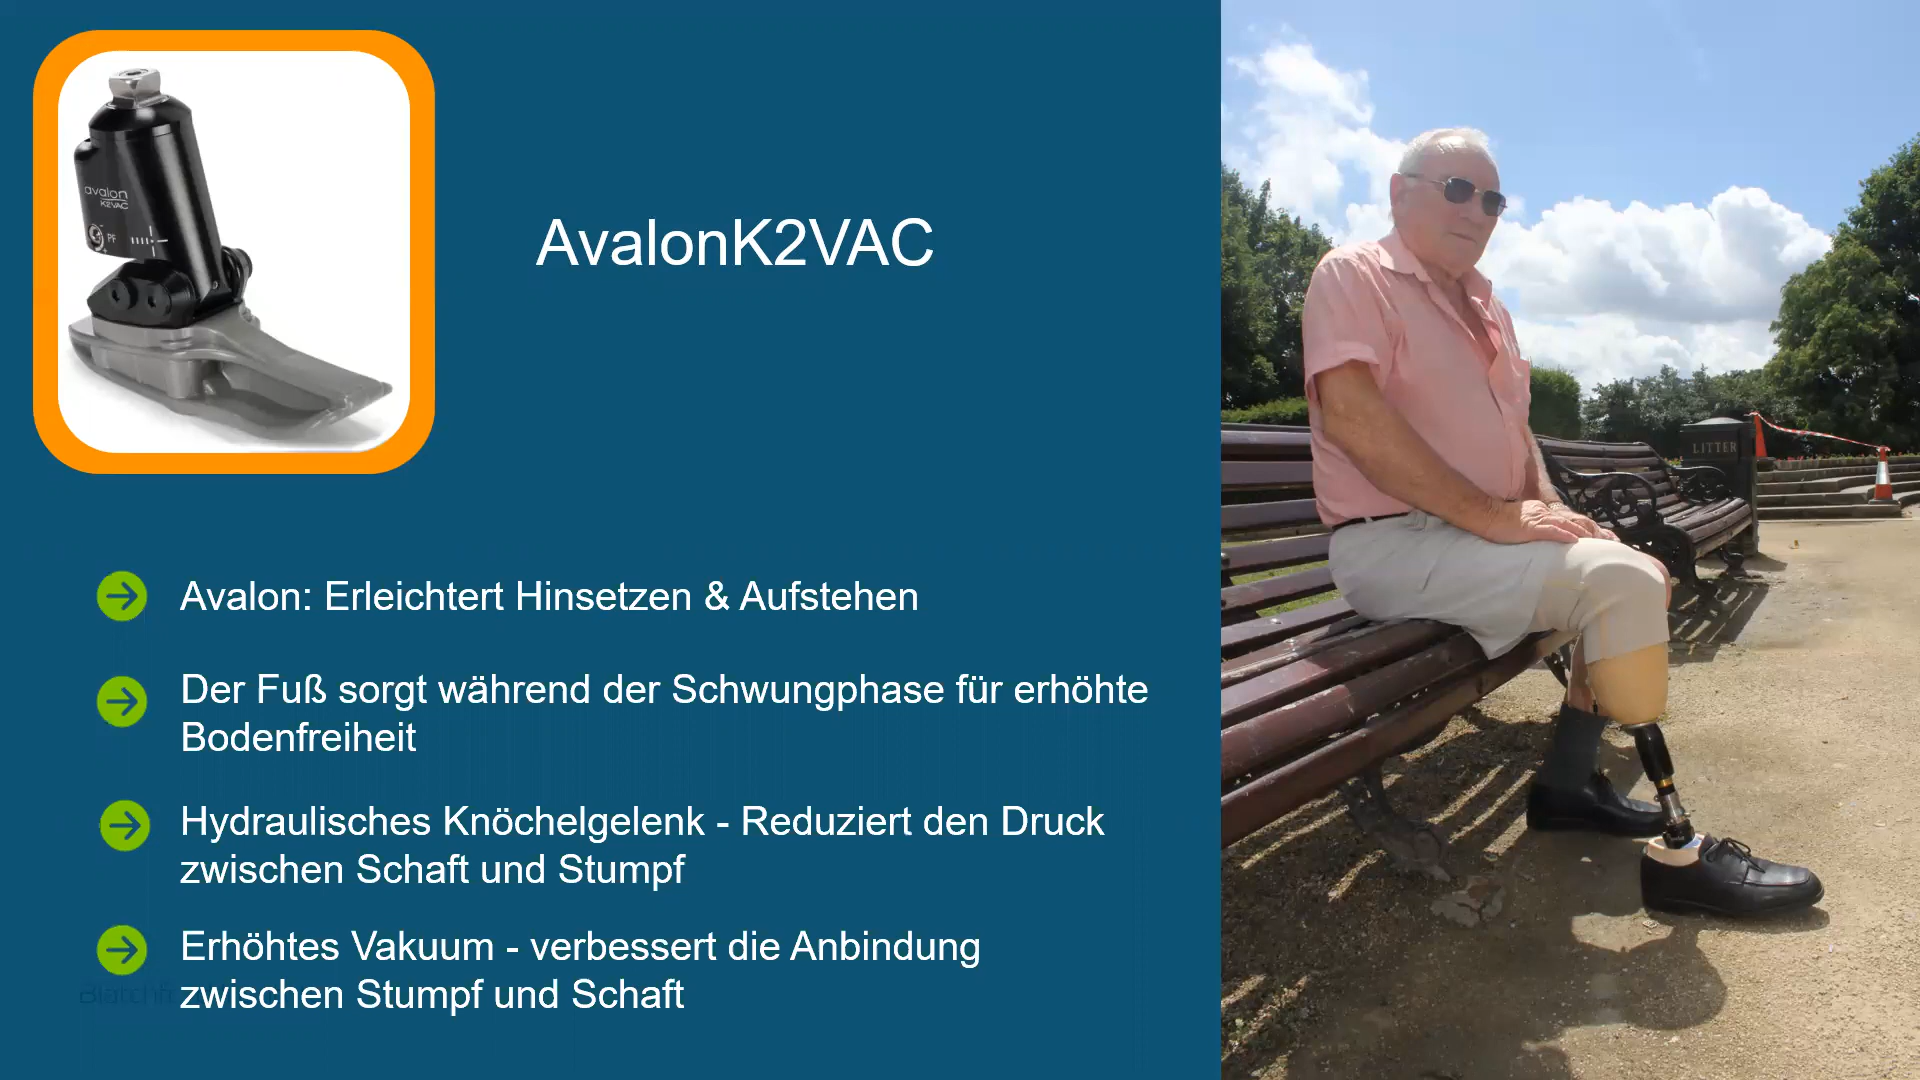 avalon
K2VAC
PF
AvalonK2VAC
LITTER
Avalon: Erleichtert Hinsetzen & Aufstehen
Der Fuß sorgt während der Schwungphase für erhöhte
Bodenfreiheit
Hydraulisches Knöchelgelenk - Reduziert den Druck
zwischen Schaft und Stumpf
Erhöhtes Vakuum - verbessert die Anbindung
zwischen Stumpf und Schaft